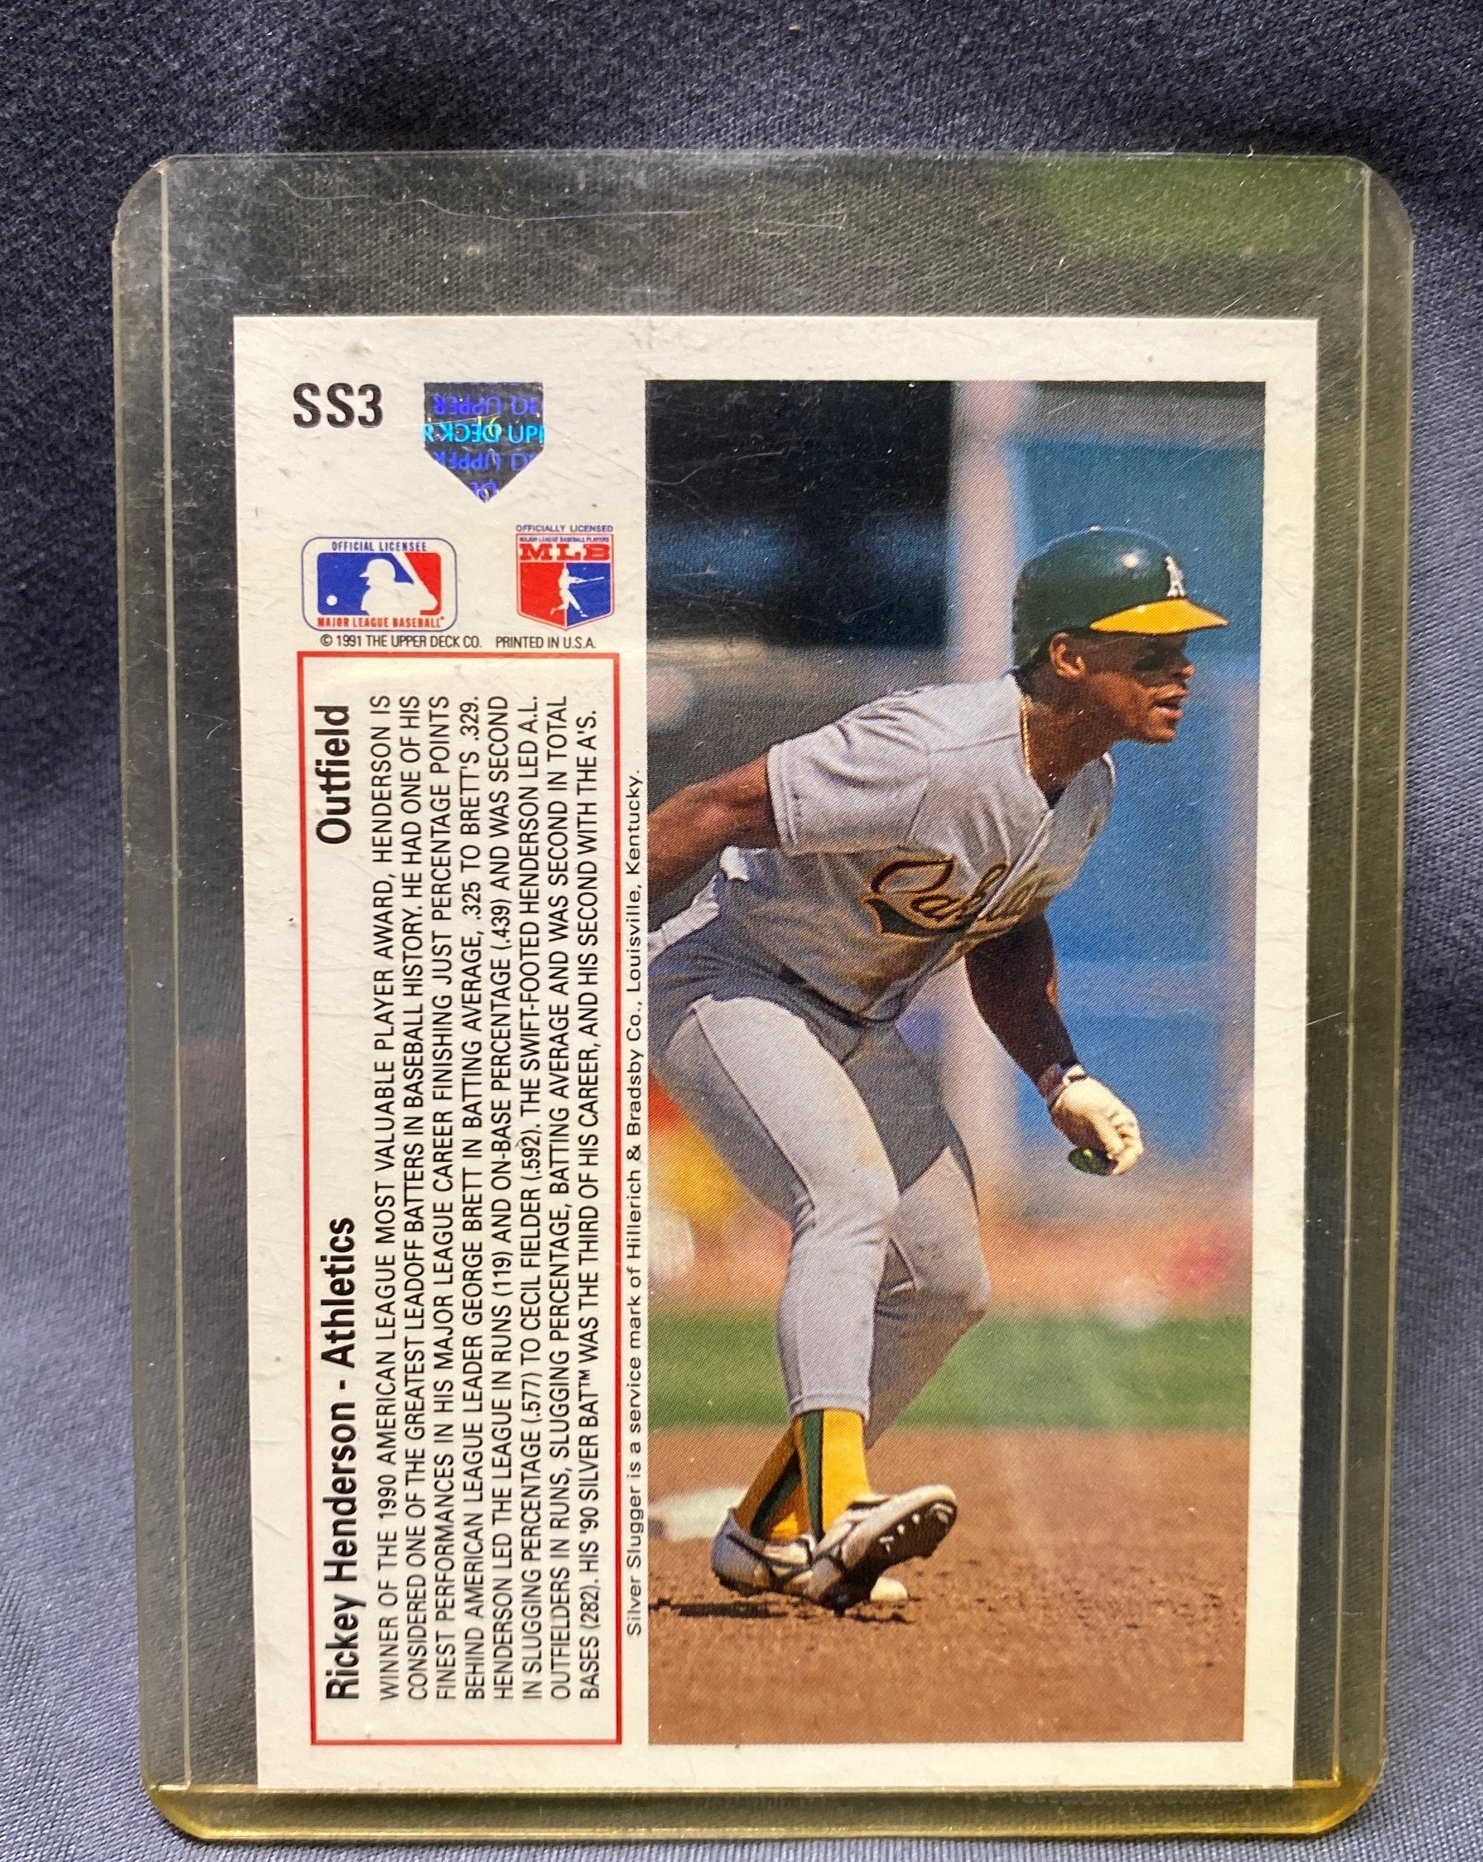 SS3
UPPER
DECK UPP
UPPER
OFFICIAL LICENSEE
MAJOR LEAGUE BASEBALL
OFFICIALLY LICENSED
MAJOR LEAGUE BASEBALL PLAYERS
MLB
© 1991 THE UPPER DECK CO. PRINTED IN U.S.A.
Rickey Henderson - Athletics Outfield
WINNER OF THE 1990 AMERICAN LEAGUE MOST VALUABLE PLAYER AWARD, HENDERSON IS
CONSIDERED ONE OF THE GREATEST LEADOFF BATTERS IN BASEBALL HISTORY. HE HAD ONE OF HIS
FINEST PERFORMANCES IN HIS MAJOR LEAGUE CAREER FINISHING JUST PERCENTAGE POINTS
BEHIND AMERICAN LEAGUE LEADER GEORGE BRETT IN BATTING AVERAGE, .325 TO BRETT'S .329.
HENDERSON LED THE LEAGUE IN RUNS (119) AND ON-BASE PERCENTAGE (.439) AND WAS SECOND
IN SLUGGING PERCENTAGE (.577) TO CECIL FIELDER (.592). THE SWIFT-FOOTED HENDERSON LED A.L.
OUTFIELDERS IN RUNS, SLUGGING PERCENTAGE, BATTING AVERAGE AND WAS SECOND IN TOTAL
BASES (282). HIS '90 SILVER BAT™ WAS THE THIRD OF HIS CAREER, AND HIS SECOND WITH THE A'S.
Silver Slugger is a service mark of Hillerich & Bradsby Co., Louisville, Kentucky.
A's
Oakland